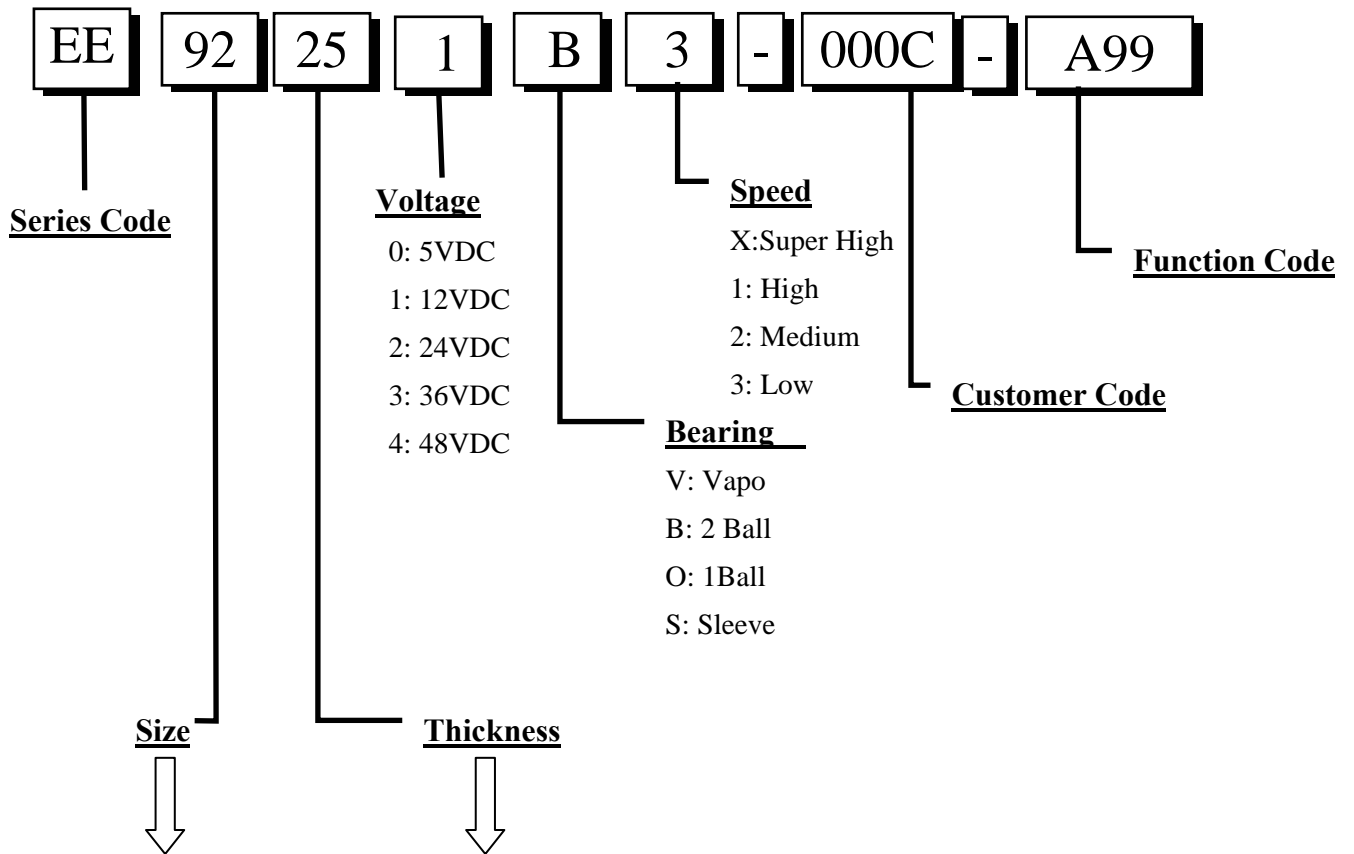 EE 92 25 1 B 3 - 000C - A99
Series Code
Voltage
0: 5VDC
1: 12VDC
2: 24VDC
3: 36VDC
4: 48VDC
Speed
X:Super High
1: High
2: Medium
3: Low
Function Code
Customer Code
Bearing
V: Vapo
B: 2 Ball
O: 1Ball
S: Sleeve
Size
Thickness